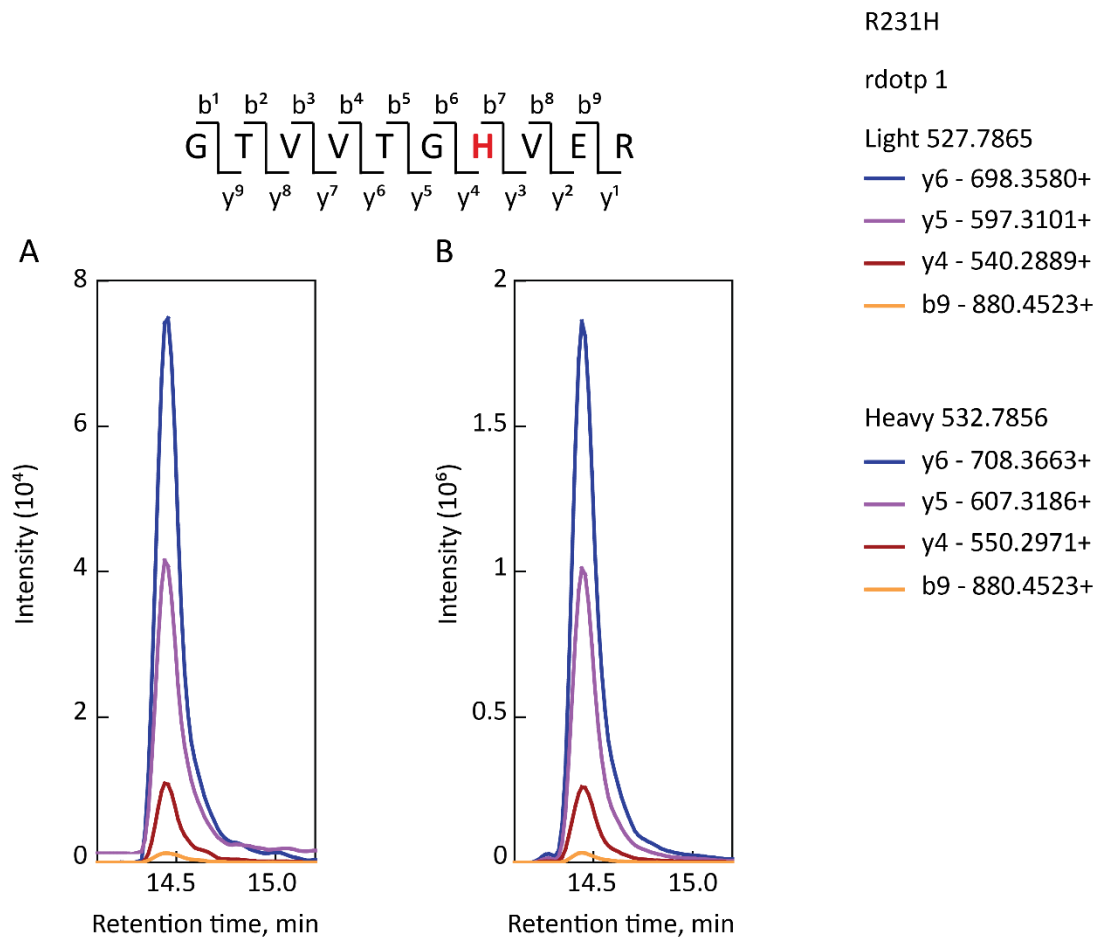 R231H
rdotp 1
b¹ b² b³ b⁴ b⁵ b⁶ b⁷ b⁸ b⁹
G T V V T G H V E R
y⁹ y⁸ y⁷ y⁶ y⁵ y⁴ y³ y² y¹
Light 527.7865
y6 - 698.3580+
y5 - 597.3101+
y4 - 540.2889+
b9 - 880.4523+
Heavy 532.7856
y6 - 708.3663+
y5 - 607.3186+
y4 - 550.2971+
b9 - 880.4523+
A
8
6
4
2
0
Intensity (10⁴)
14.5 15.0
Retention time, min
B
2
1.5
1
0.5
0
Intensity (10⁶)
14.5 15.0
Retention time, min